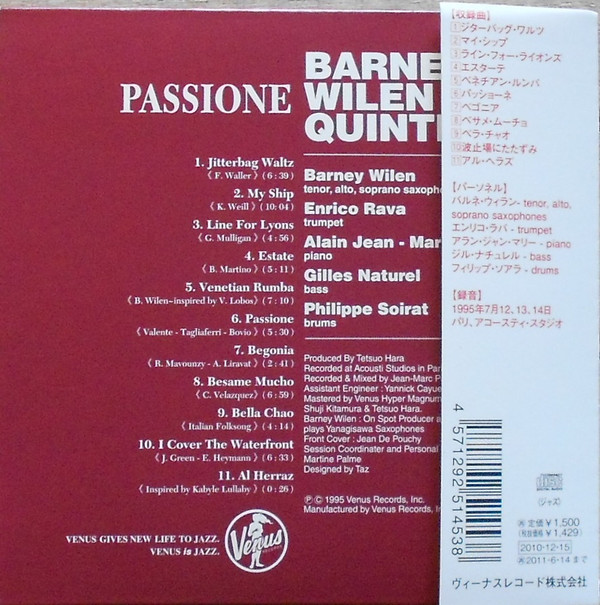 PASSIONE
BARNE
WILEN
QUINT
1. Jitterbag Waltz
《 F. Waller 》( 6 : 39)
2. My Ship
《 K. Weill 》( 10: 04)
3. Line For Lyons
《 G. Mulligan 》( 4 : 56)
4. Estate
《 B. Martino 》( 5 : 11)
5. Venetian Rumba
《 B. Wilen~inspired by V. Lobos 》( 7 : 10)
6. Passione
Valente - Tagliaferri - Bovio 》( 5 : 30)
7. Begonia
《 R. Mavounzy - A. Liravat 》( 2 : 41)
8. Besame Mucho
《 C. Velazquez 》( 6 : 59)
9. Bella Chao
《 Italian Folksong 》( 4 : 14)
10. I Cover The Waterfront
《 J. Green - E. Heymann 》( 6 : 33)
11. Al Herraz
《 Inspired by Kabyle Lullaby 》( 0 : 26)
Barney Wilen
tenor, alto, soprano saxoph
Enrico Rava
trumpet
Alain Jean - Mar
piano
Gilles Naturel
bass
Philippe Soirat
brums
Produced By Tetsuo Hara
Recorded at Acousti Studios in Par
Recorded & Mixed by Jean-Marc P
Assistant Engineer : Yannick Cayue
Mastered by Venus Hyper Magnum
Shuji Kitamura & Tetsuo Hara.
Barney Wilen : On Spot Producer a
plays Yanagisawa Saxophones
Front Cover : Jean De Pouchy
Session Coordinater and Personal
Martine Palme
Designed by Taz
Ⓟ © 1995 Venus Records, Inc.
Manufactured by Venus Records, Inc
VENUS GIVES NEW LIFE TO JAZZ.
VENUS is JAZZ.
Venus
【収録曲】
①ジターバッグ・ワルツ
②マイ・シップ
③ライン・フォー・ライオンズ
④エスターテ
⑤ベネチアン・ルンバ
⑥パッショーネ
⑦ベゴニア
⑧ベサメ・ムーチョ
⑨ベラ・チャオ
⑩波止場にたたずみ
⑪アル・ヘラズ
【パーソネル】
バルネ・ウィラン - tenor, alto,
soprano saxophones
エンリコ・ラバ - trumpet
アラン・ジャン・マリー - piano
ジル・ナチュレル - bass
フィリップ・ソアラ - drums
【録音】
1995年7月12、13、14日
パリ、アコースティ・スタジオ
4 571292 514538
(ジャズ)
定価￥1,500
￥1,429
2010・12・15
2011・6・14まで
ヴィーナスレコード株式会社